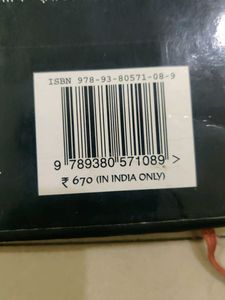 ISBN 978-93-80571-08-9
9 789380 571089 >
₹ 670 (IN INDIA ONLY)